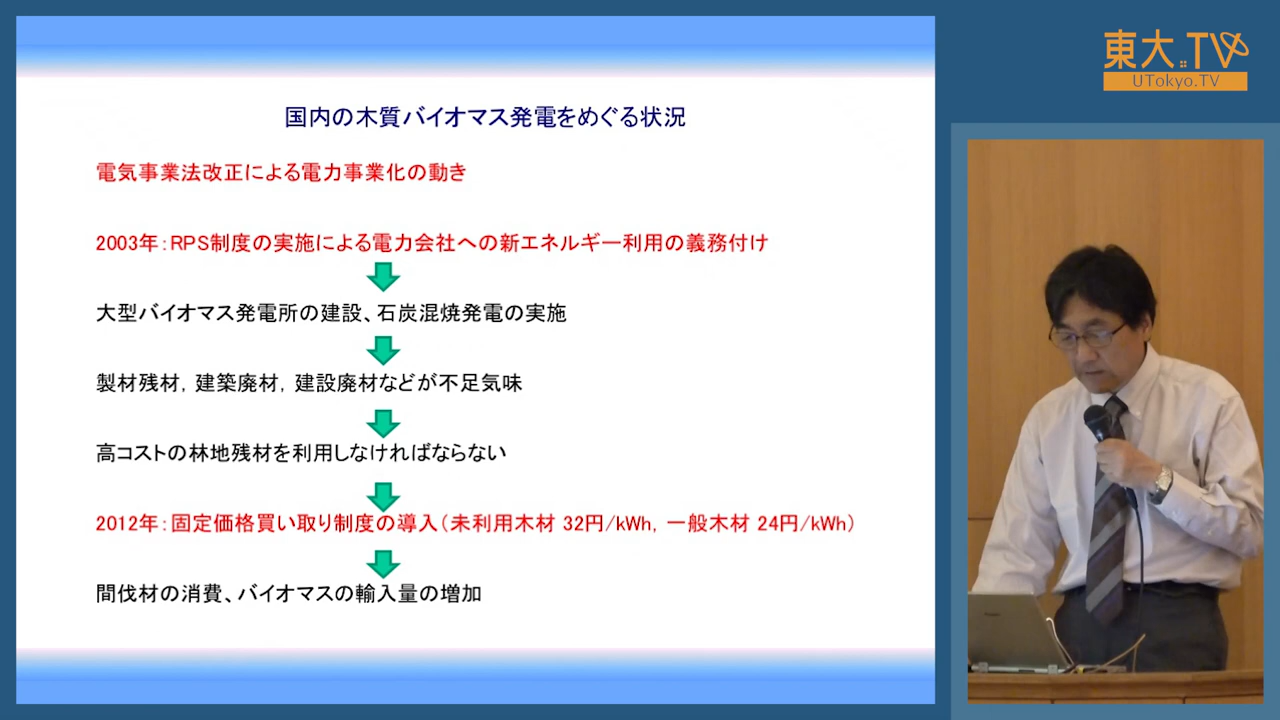 国内の木質バイオマス発電をめぐる状況
電気事業法改正による電力事業化の動き
2003年：RPS制度の実施による電力会社への新エネルギー利用の義務付け
大型バイオマス発電所の建設、石炭混焼発電の実施
製材残材，建築廃材，建設廃材などが不足気味
高コストの林地残材を利用しなければならない
2012年：固定価格買い取り制度の導入（未利用木材 32円/kWh，一般木材 24円/kWh）
間伐材の消費、バイオマスの輸入量の増加
東大.TV
UTokyo.TV